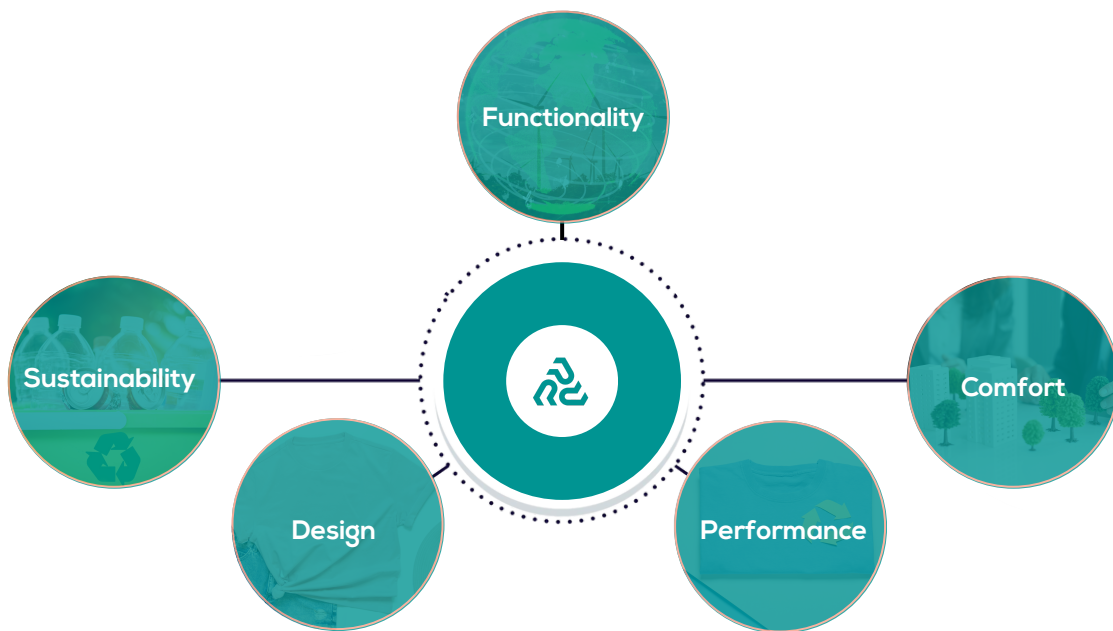 Functionality
Sustainability
Comfort
Design
Performance